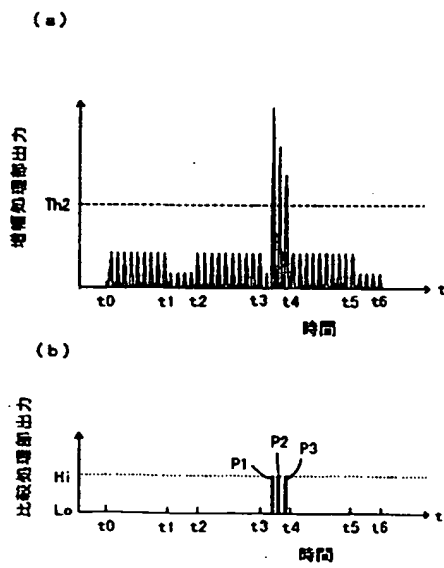 (a)
増幅処理部出力
Th2
t0 t1 t2 t3 t4 t5 t6 t
時間
(b)
比較処理部出力
P1 P2 P3
Hi
Lo
t0 t1 t2 t3 t4 t5 t6 t
時間